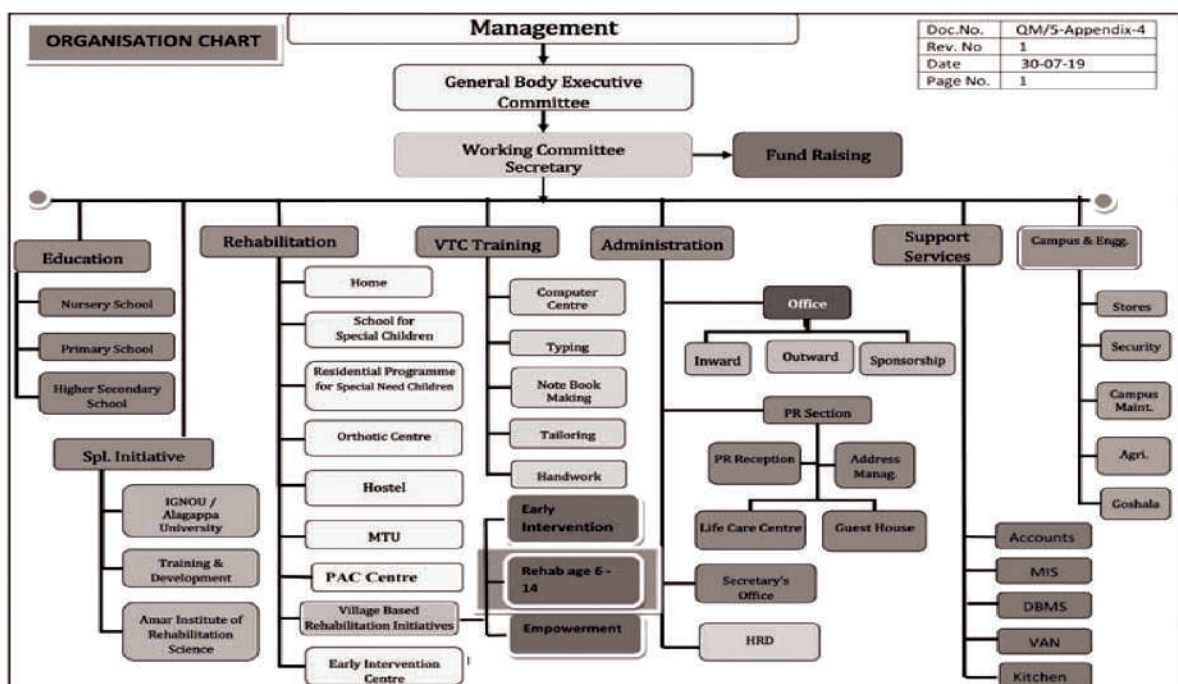 Management
ORGANISATION CHART
Doc.No. QM/5-Appendix-4
Rev. No 1
Date 30-07-19
Page No. 1
General Body Executive
Committee
Working Committee
Secretary
Fund Raising
Education
Nursery School
Primary School
Higher Secondary
School
Spl. Initiative
IGNOU /
Alagappa
University
Training &
Development
Amar Institute of
Rehabilitation
Science
Rehabilitation
Home
School for
Special Children
Residential Programme
for Special Need Children
Orthotic Centre
Hostel
MTU
PAC Centre
Village Based
Rehabilitation Initiatives
Early Intervention
Centre
Early
Intervention
Rehab age 6 -
14
Empowerment
VTC Training
Computer
Centre
Typing
Note Book
Making
Tailoring
Handwork
Administration
Office
Inward
Outward
Sponsorship
PR Section
PR Reception
Address
Manag.
Life Care Centre
Guest House
Secretary's
Office
HRD
Support
Services
Accounts
MIS
DBMS
VAN
Kitchen
Campus & Engg.
Stores
Security
Campus
Maint.
Agri.
Goshala